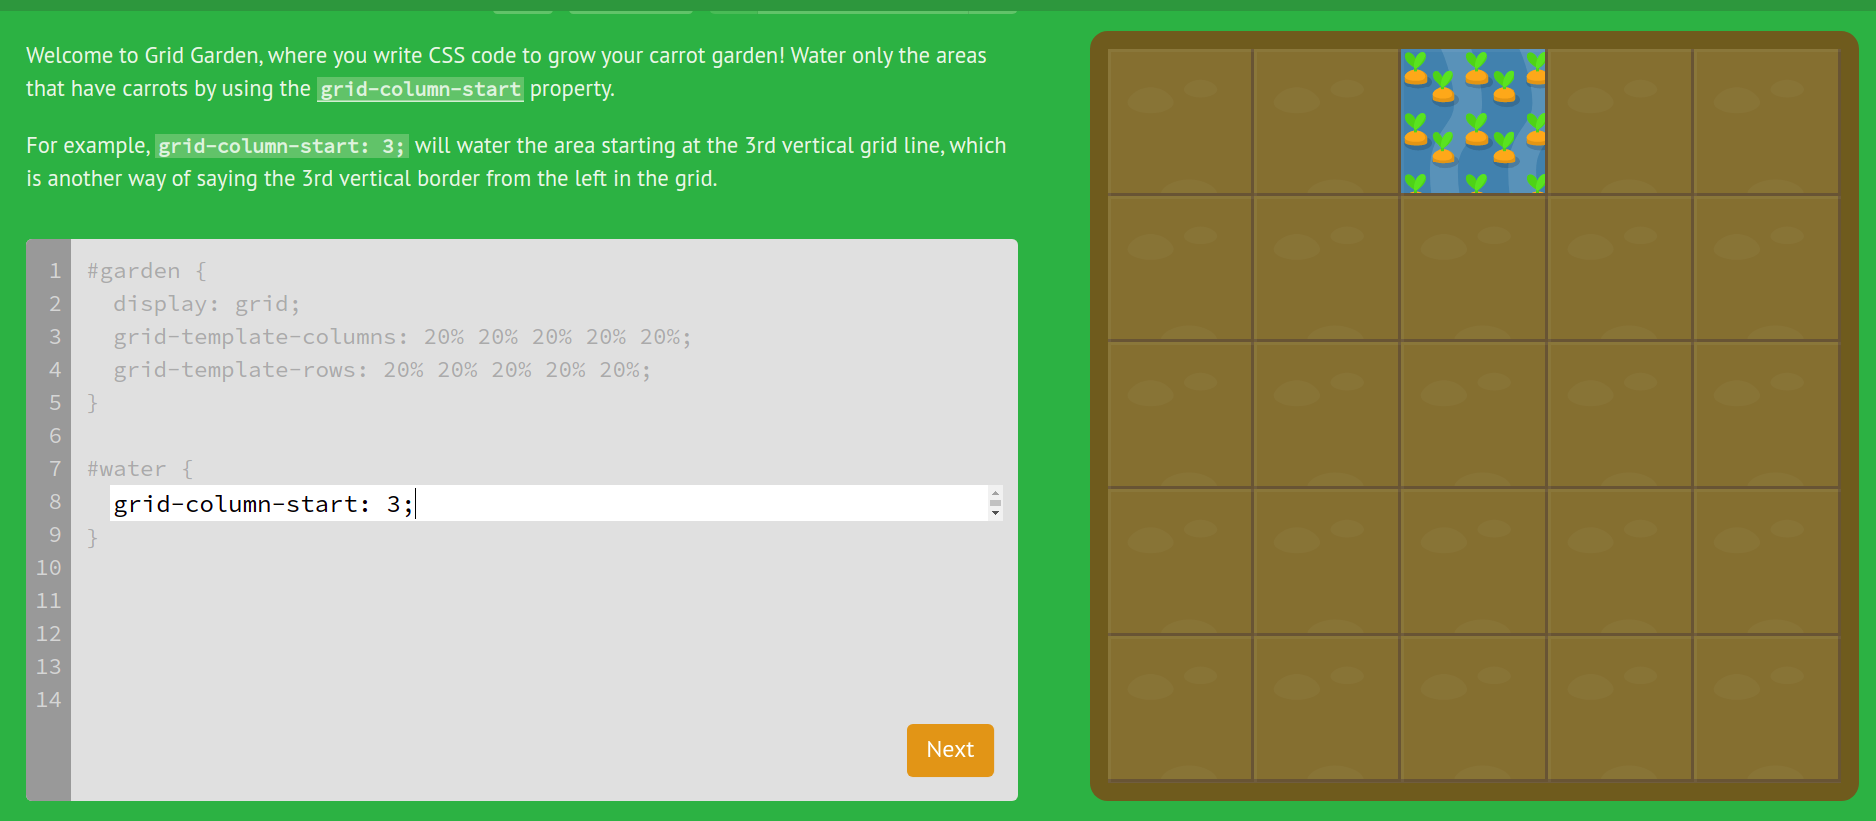 Welcome to Grid Garden, where you write CSS code to grow your carrot garden! Water only the areas
that have carrots by using the grid-column-start property.
For example, grid-column-start: 3; will water the area starting at the 3rd vertical grid line, which
is another way of saying the 3rd vertical border from the left in the grid.
1 #garden {
2 display: grid;
3 grid-template-columns: 20% 20% 20% 20% 20%;
4 grid-template-rows: 20% 20% 20% 20% 20%;
5 }
6
7 #water {
8 grid-column-start: 3;
9 }
10
11
12
13
14
Next